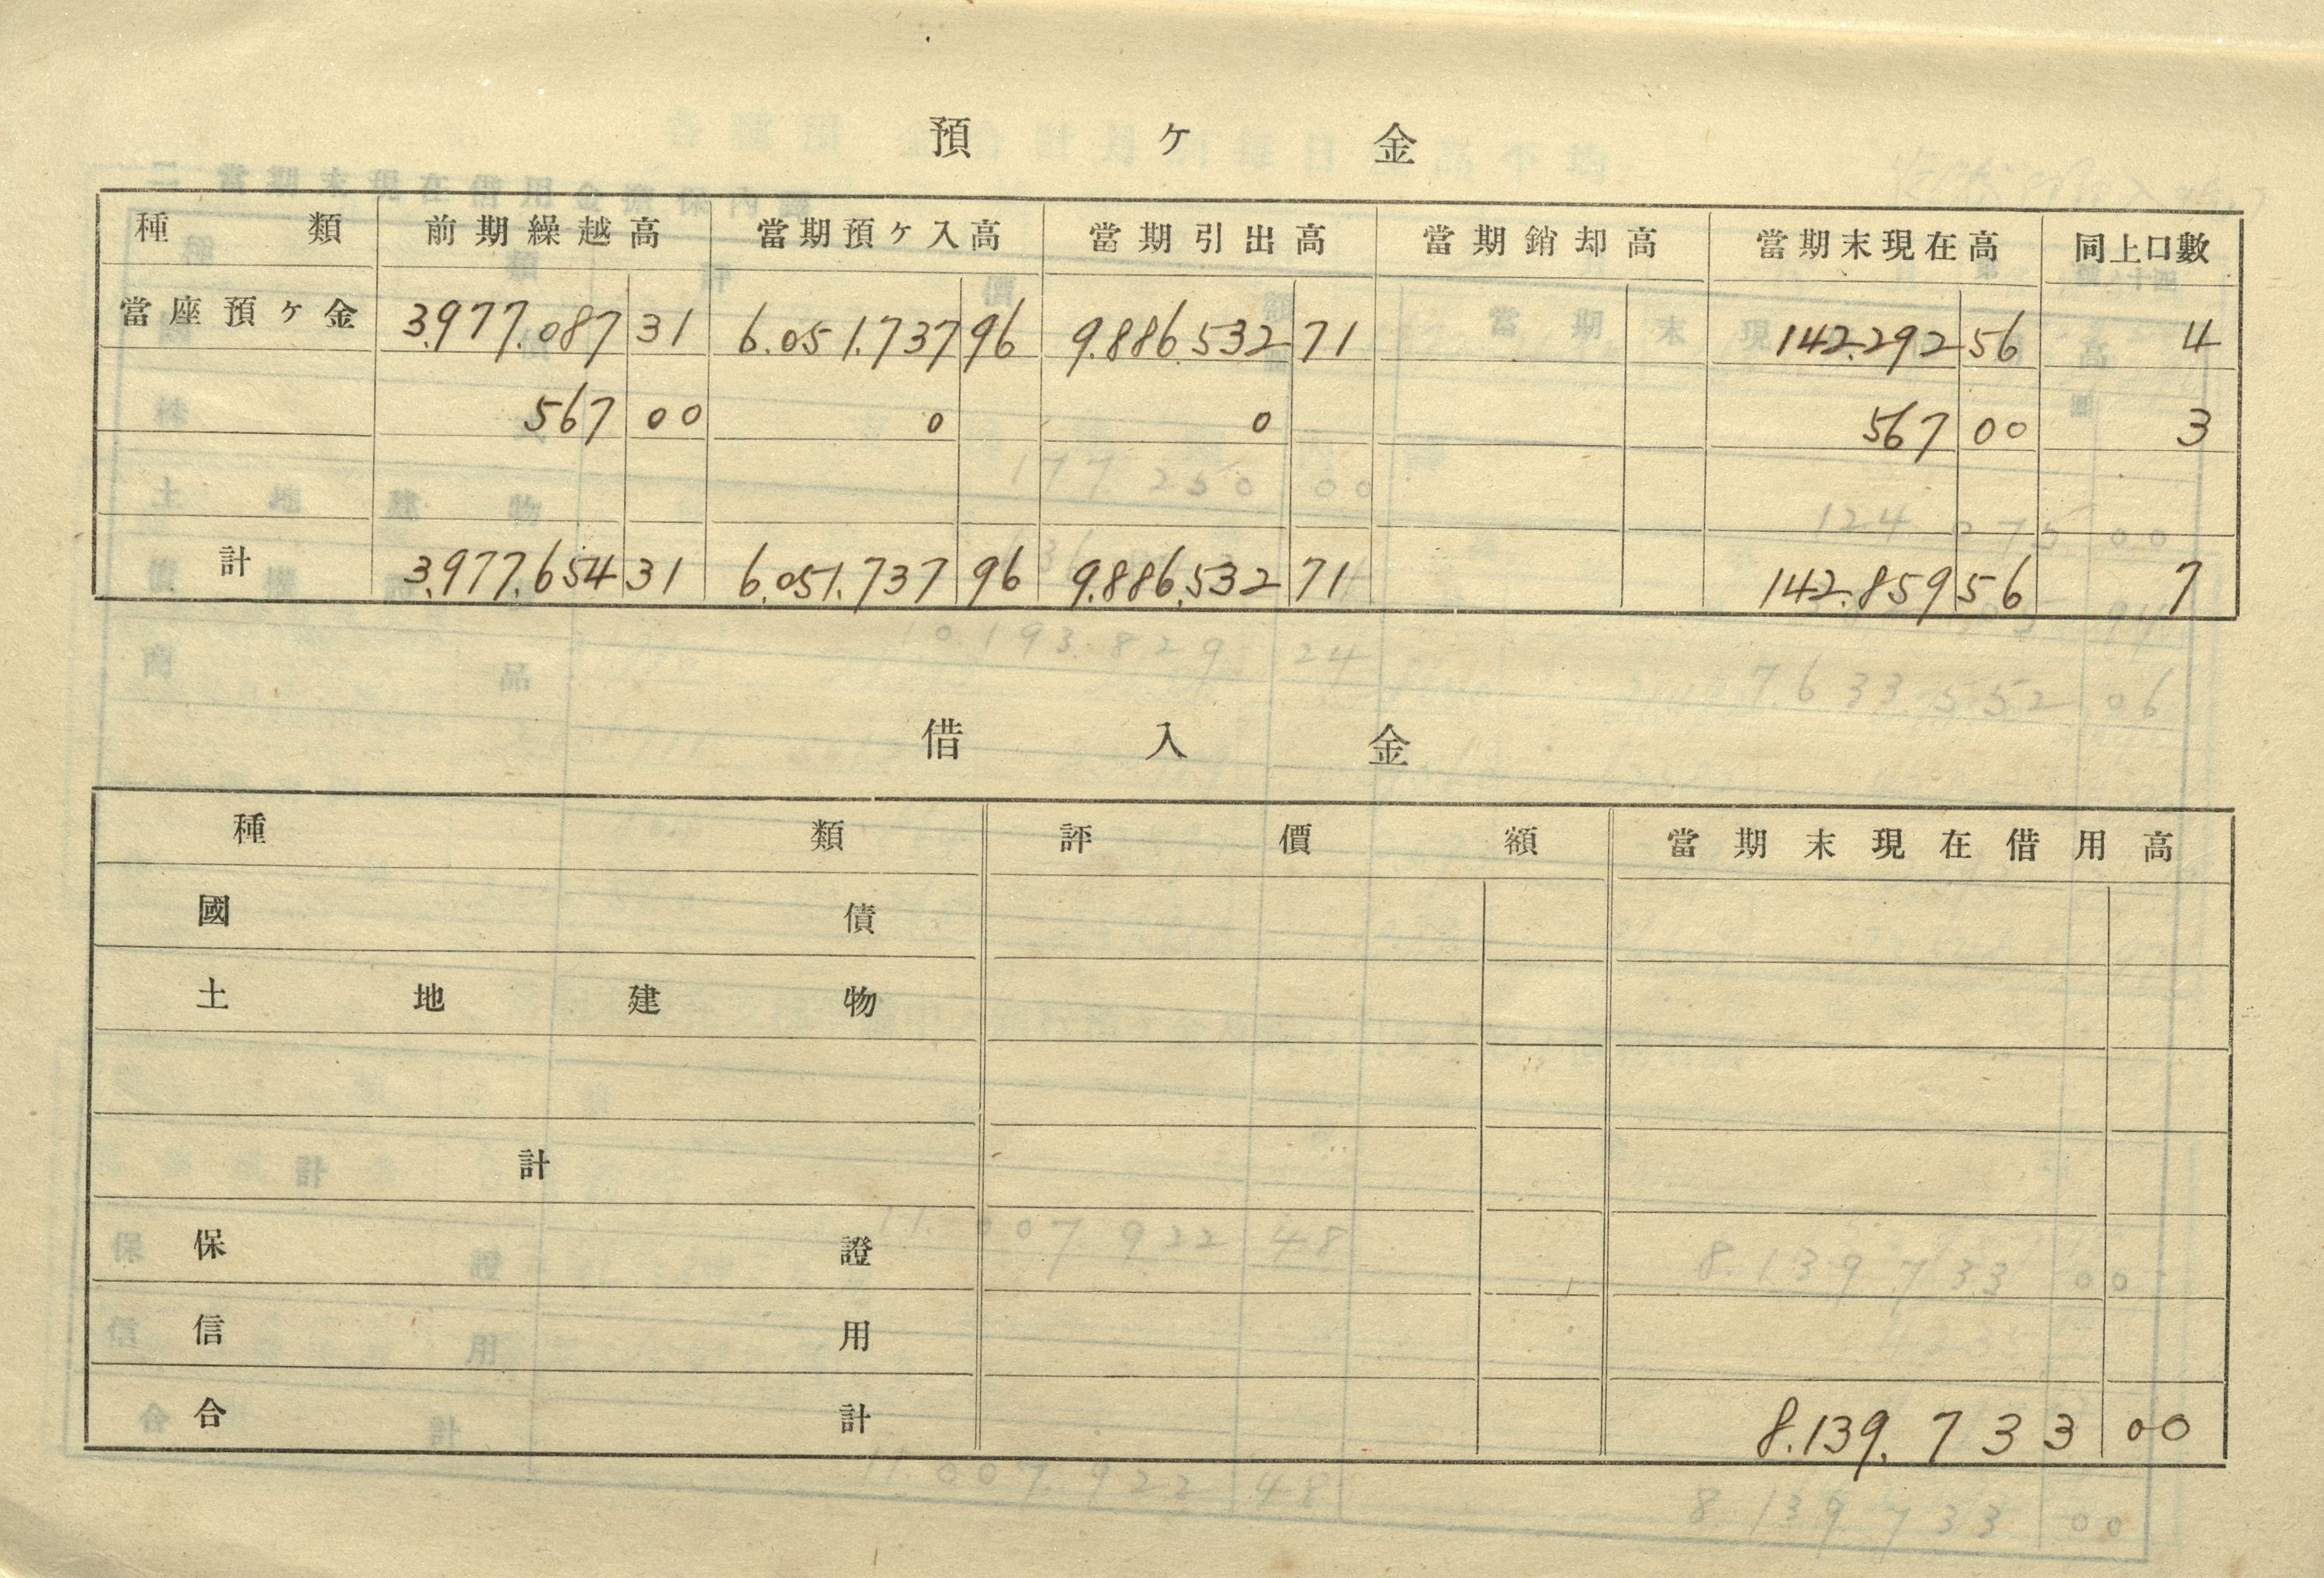 預ヶ金
種類 前期繰越高 當期預ヶ入高 當期引出高 當期銷却高 當期末現在高 同上口數
當座預ヶ金 3.977.087 31 6.051.737 96 9.886.532 71 142.292 56 4
567 00 0 0 567 00 3
計 3.977.654 31 6.051.737 96 9.886.532 71 142.859 56 7
借入金
種類 評價額 當期末現在借用高
國債
土地建物
計
保證
信用
合計 8.139.733 00